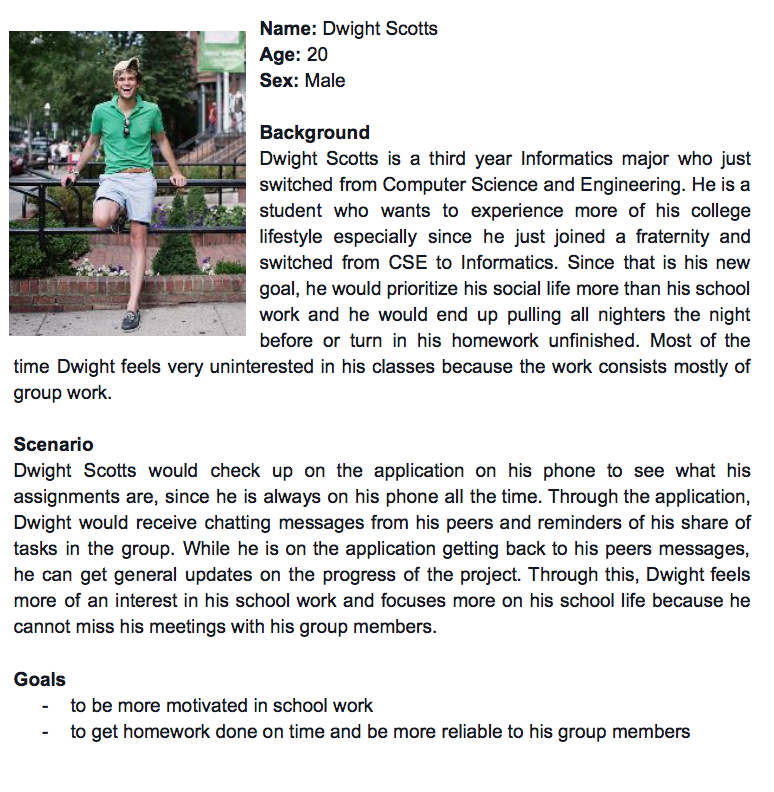 Name: Dwight Scotts
Age: 20
Sex: Male
Background
Dwight Scotts is a third year Informatics major who just
switched from Computer Science and Engineering. He is a
student who wants to experience more of his college
lifestyle especially since he just joined a fraternity and
switched from CSE to Informatics. Since that is his new
goal, he would prioritize his social life more than his school
work and he would end up pulling all nighters the night
before or turn in his homework unfinished. Most of the
time Dwight feels very uninterested in his classes because the work consists mostly of
group work.
Scenario
Dwight Scotts would check up on the application on his phone to see what his
assignments are, since he is always on his phone all the time. Through the application,
Dwight would receive chatting messages from his peers and reminders of his share of
tasks in the group. While he is on the application getting back to his peers messages,
he can get general updates on the progress of the project. Through this, Dwight feels
more of an interest in his school work and focuses more on his school life because he
cannot miss his meetings with his group members.
Goals
- to be more motivated in school work
- to get homework done on time and be more reliable to his group members